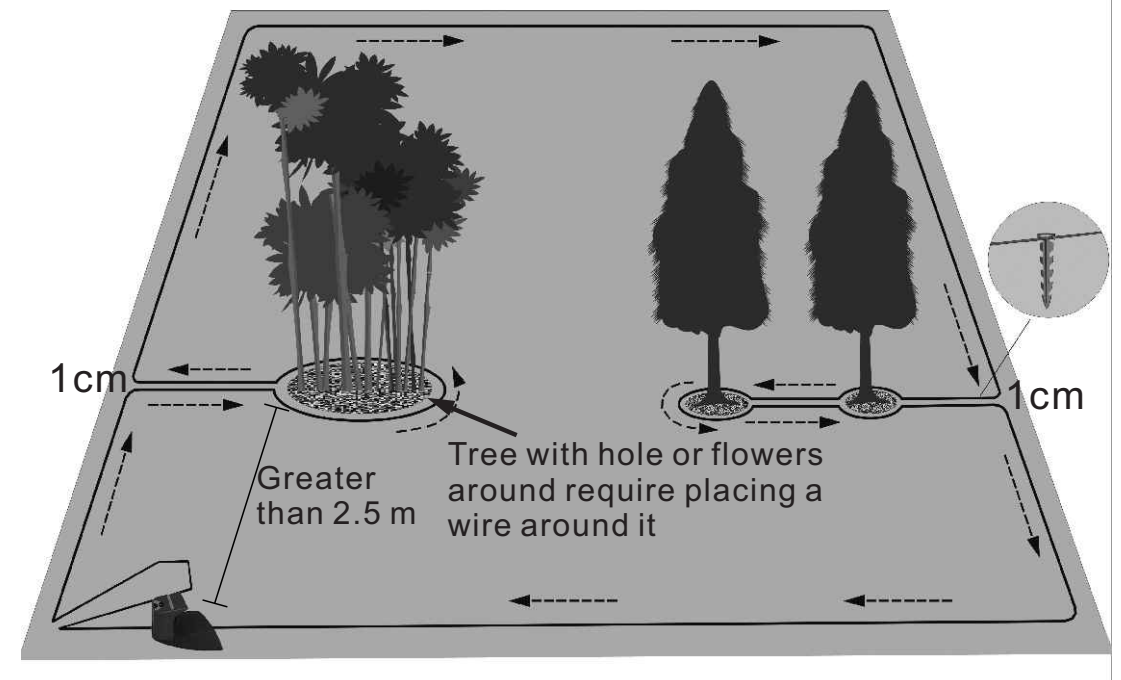 1cm
1cm
Greater
than 2.5 m
Tree with hole or flowers
around require placing a
wire around it